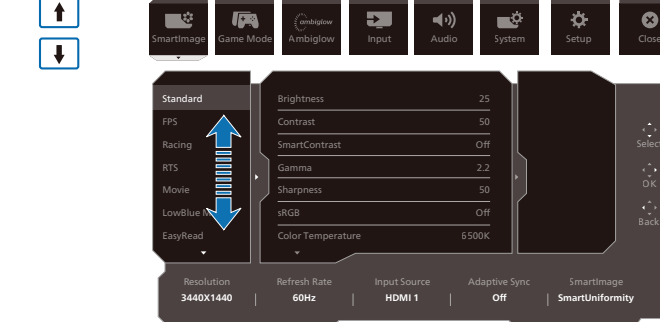 SmartImage Game Mode Ambiglow Input Audio System Setup Close
ambiglow
Standard Brightness 25
FPS Contrast 50
Racing SmartContrast Off
RTS Gamma 2.2
Movie Sharpness 50
LowBlue M sRGB Off
EasyRead Color Temperature 6500K
Select
OK
Back
Resolution Refresh Rate Input Source Adaptive Sync SmartImage
3440X1440 | 60Hz | HDMI 1 | Off | SmartUniformity